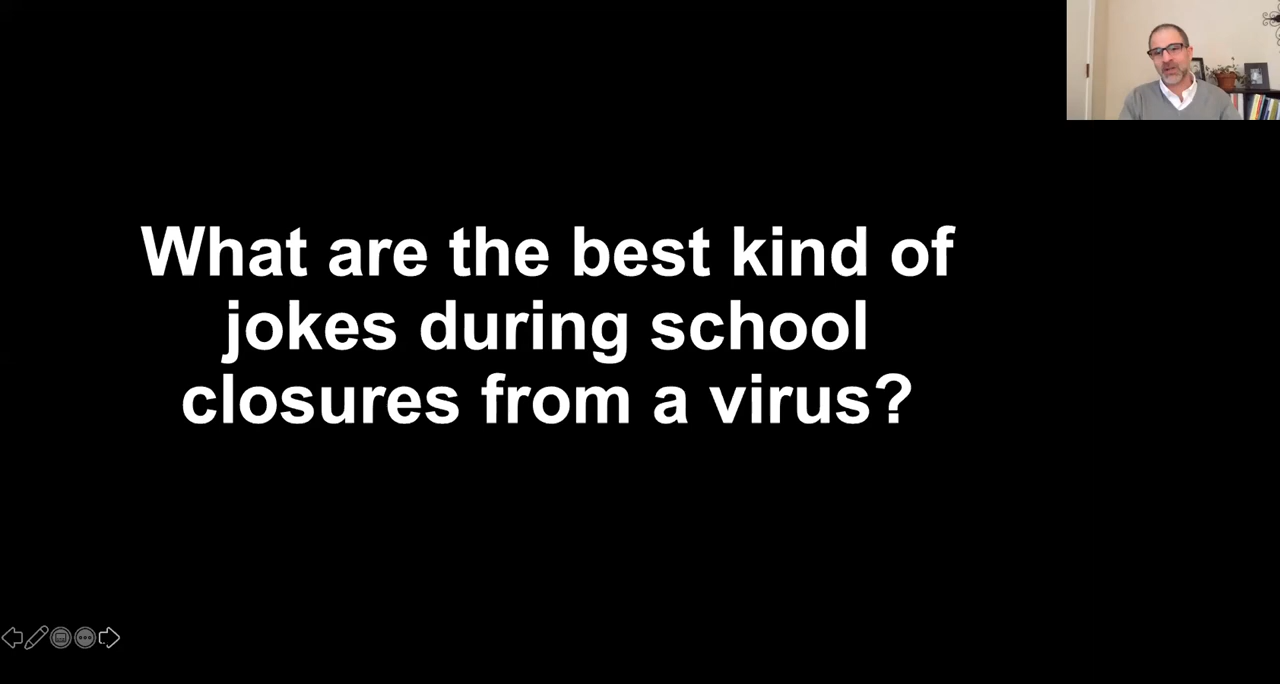 What are the best kind of
jokes during school
closures from a virus?